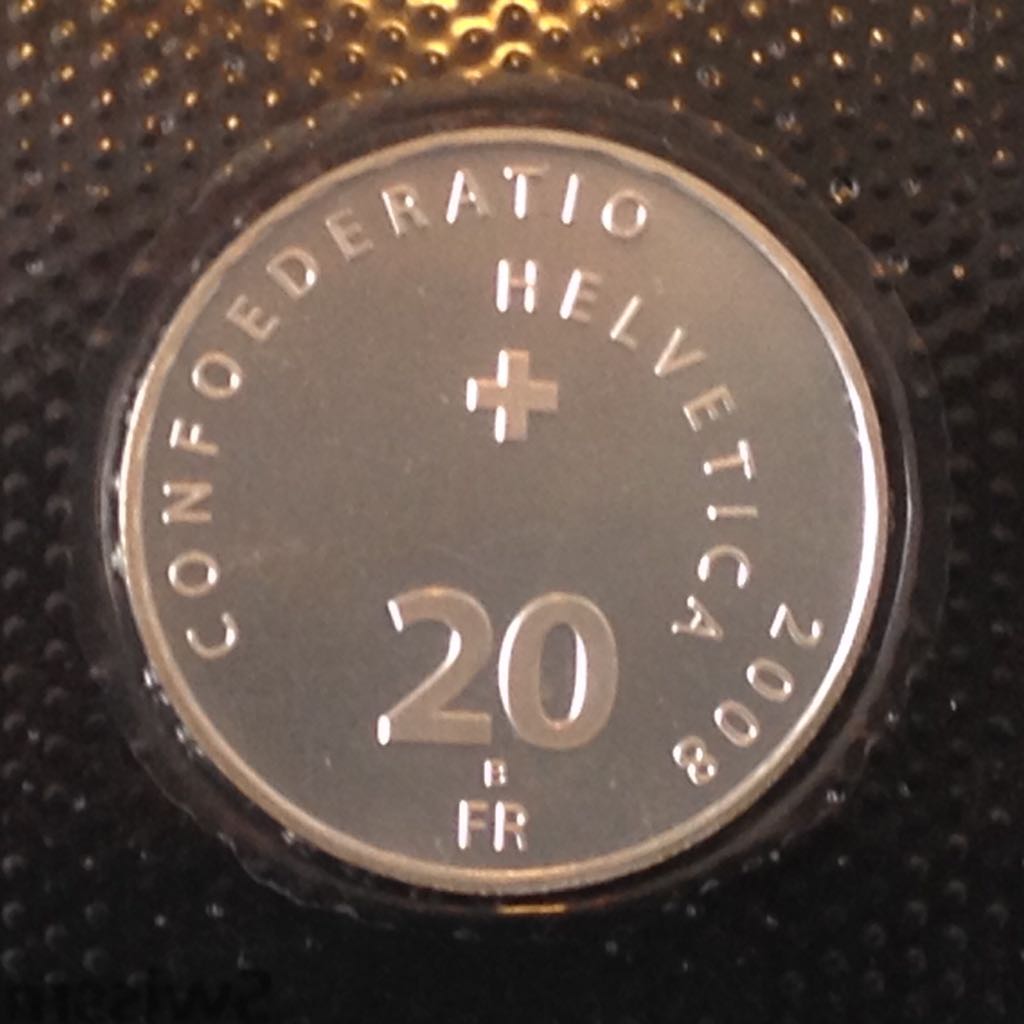 CONFOEDERATIO
HELVETICA
2008
20
B
FR